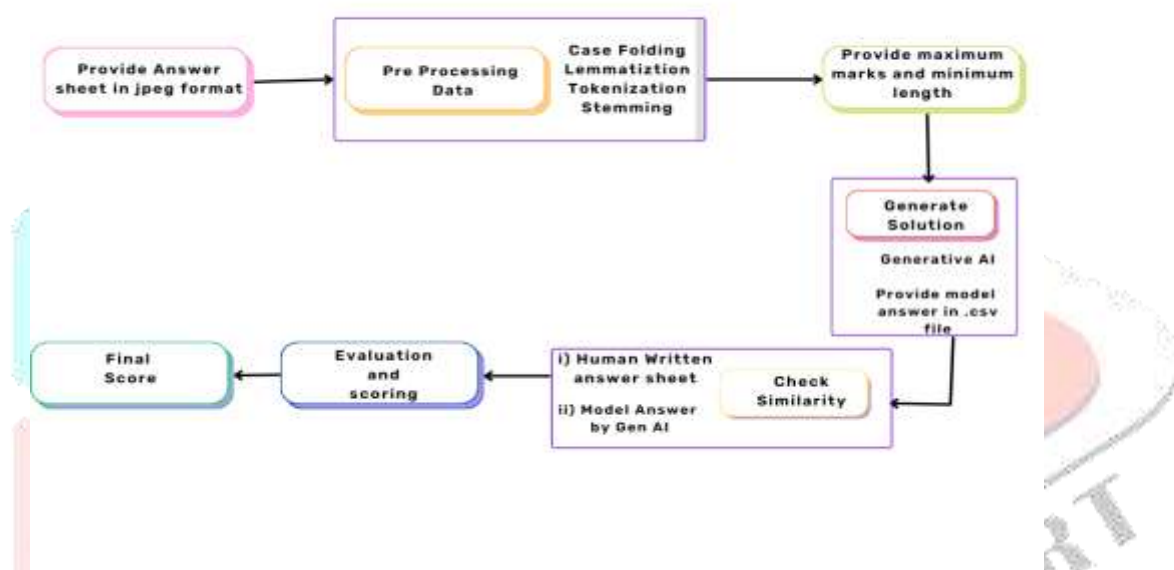 Provide Answer
sheet in jpeg format
Pre Processing
Data
Case Folding
Lemmatiztion
Tokenization
Stemming
Provide maximum
marks and minimum
length
Generate
Solution
Generative AI
Provide model
answer in .csv
file
i) Human Written
answer sheet
ii) Model Answer
by Gen AI
Check
Similarity
Evaluation
and
scoring
Final
Score
RT